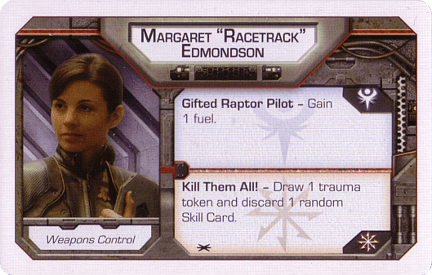 Margaret "Racetrack"
Edmondson
Gifted Raptor Pilot – Gain
1 fuel.
Kill Them All! – Draw 1 trauma
token and discard 1 random
Skill Card.
Weapons Control